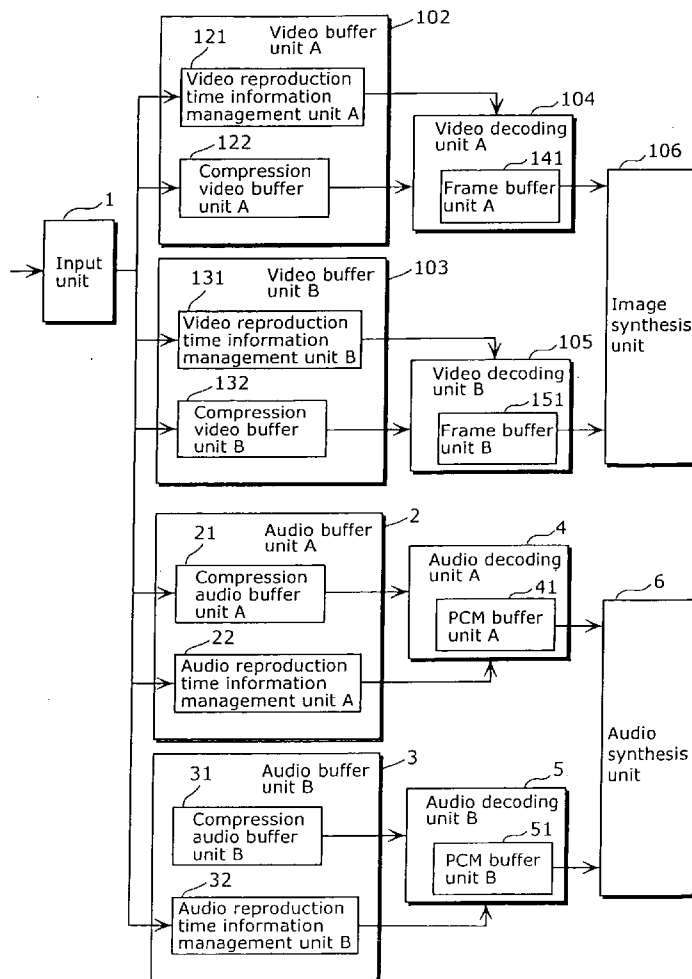 102
Video buffer
unit A
121
Video reproduction
time information
management unit A
122
Compression
video buffer
unit A
104
Video decoding
unit A
141
Frame buffer
unit A
106
Image
synthesis
unit
1
Input
unit
103
Video buffer
unit B
131
Video reproduction
time information
management unit B
132
Compression
video buffer
unit B
105
Video decoding
unit B
151
Frame buffer
unit B
2
Audio buffer
unit A
21
Compression
audio buffer
unit A
22
Audio reproduction
time information
management unit A
4
Audio decoding
unit A
41
PCM buffer
unit A
6
Audio
synthesis
unit
3
Audio buffer
unit B
31
Compression
audio buffer
unit B
32
Audio reproduction
time information
management unit B
5
Audio decoding
unit B
51
PCM buffer
unit B